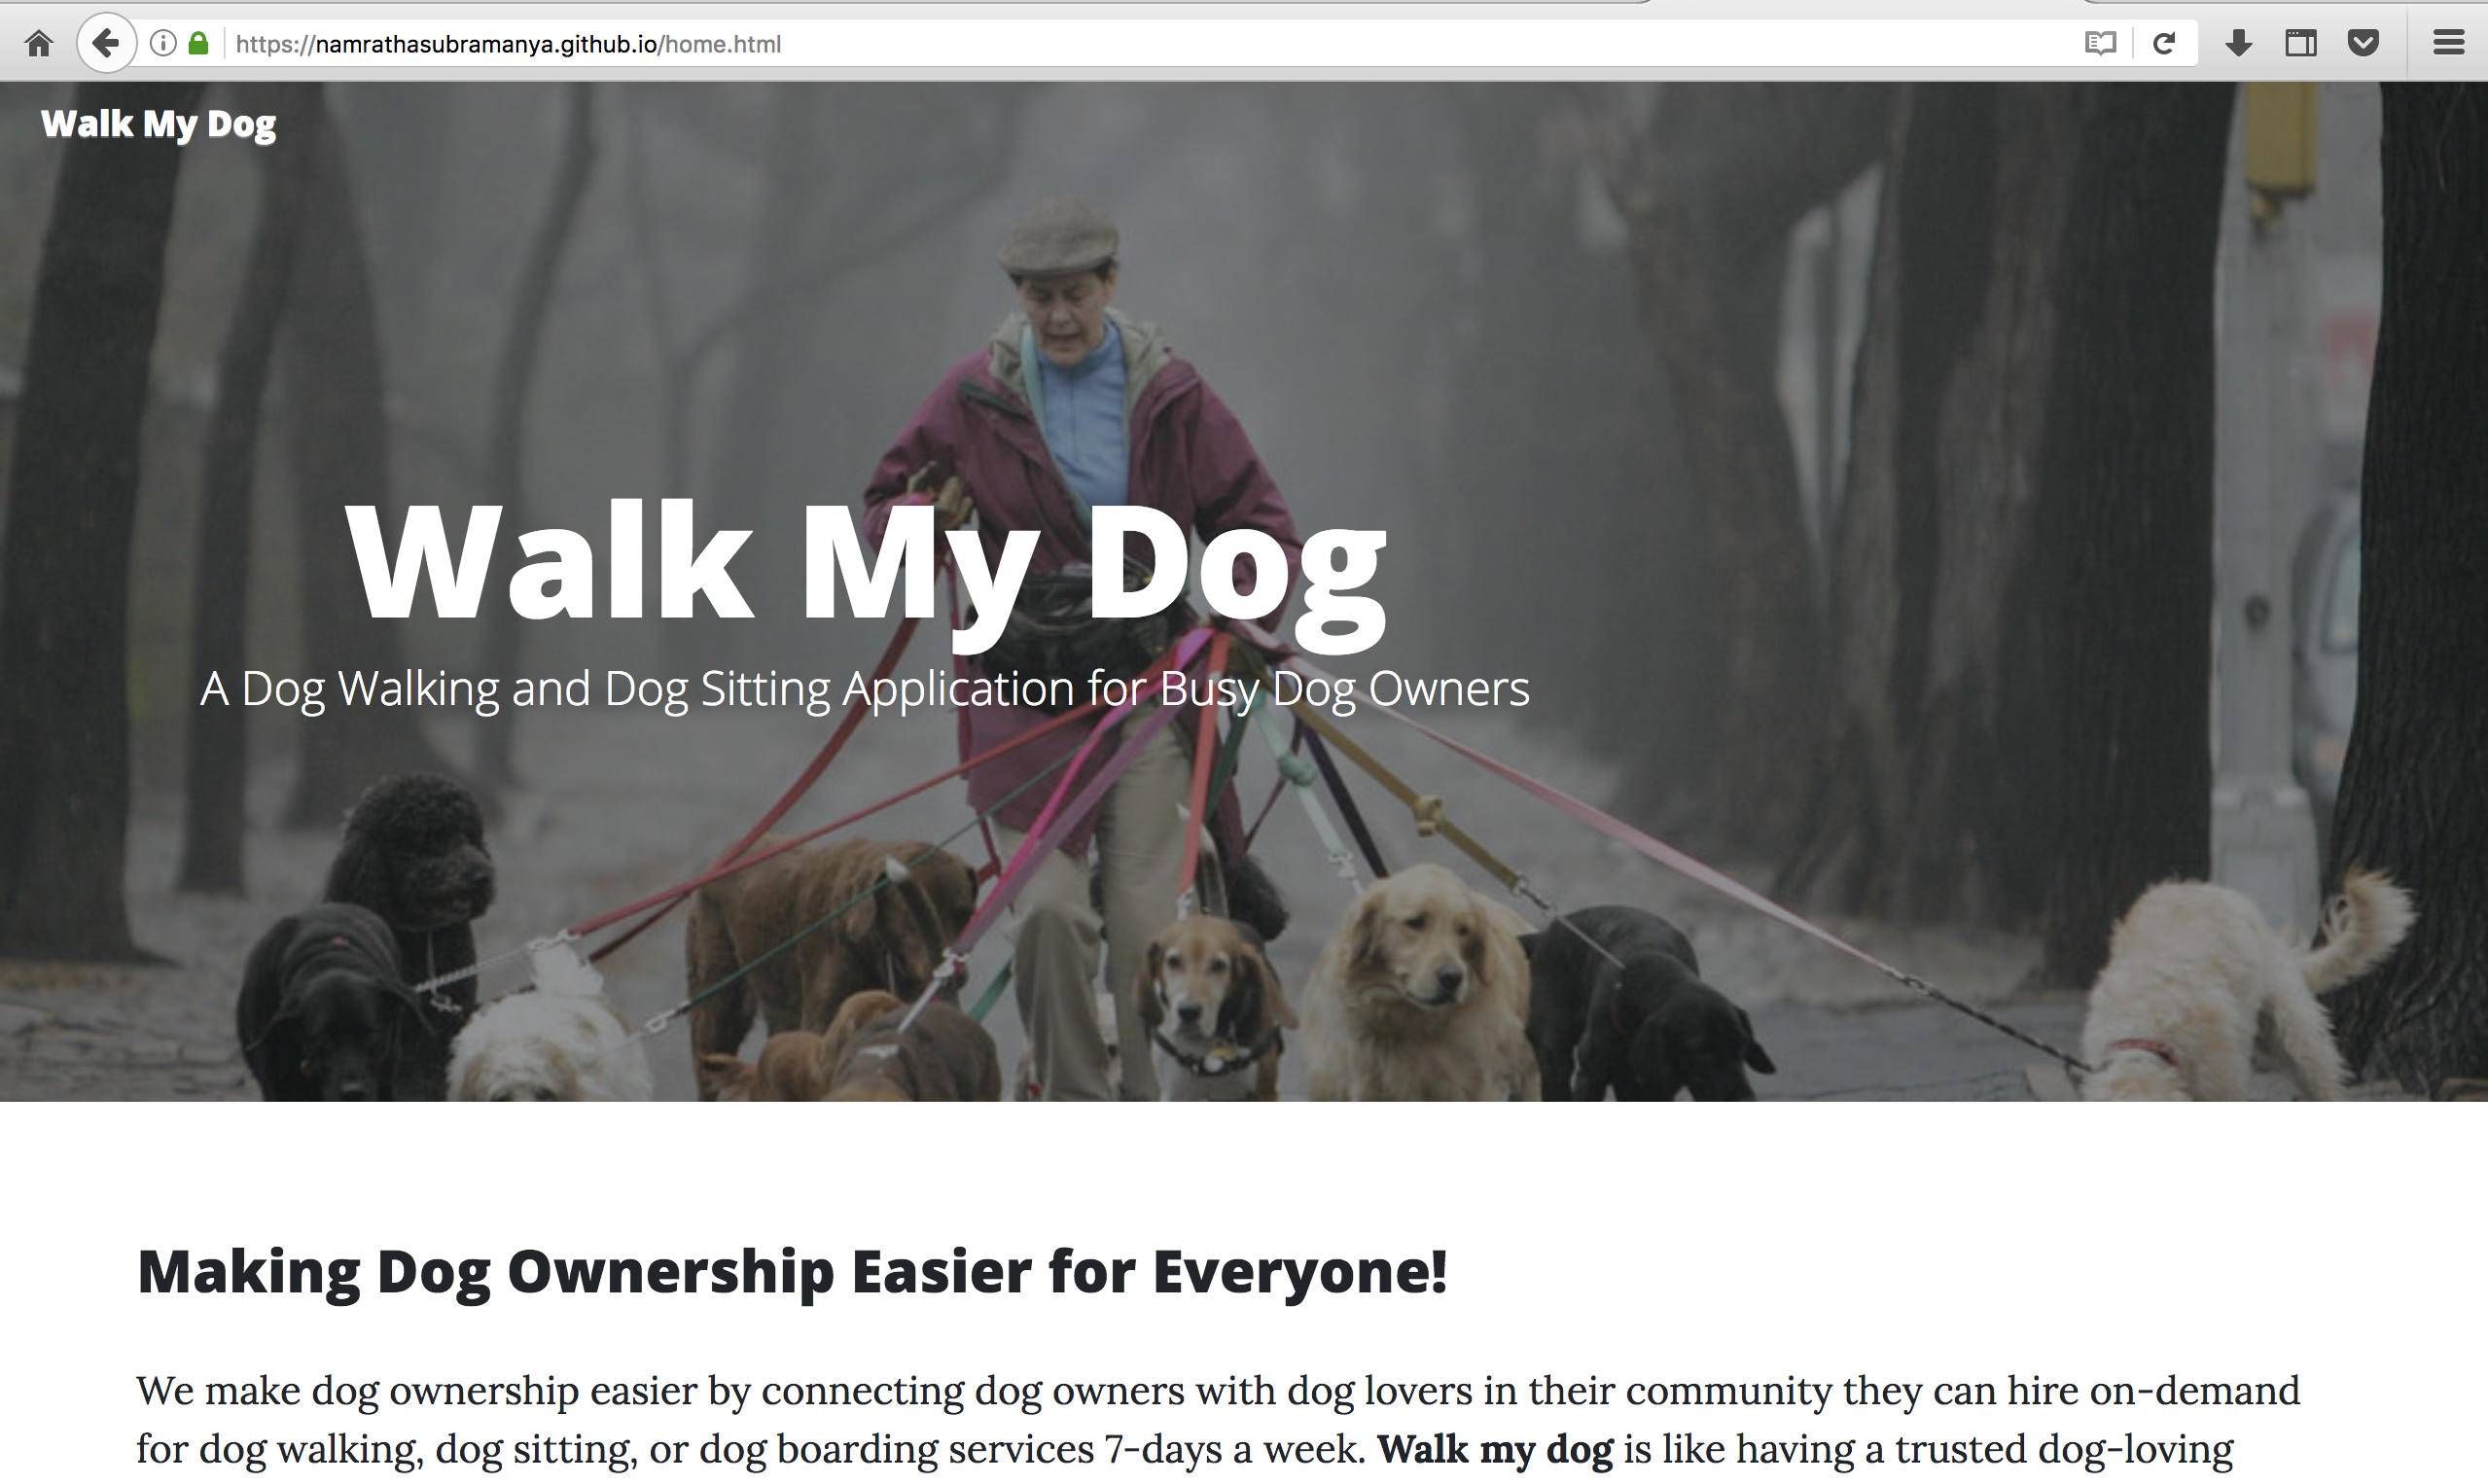 https://namrathasubramanya.github.io/home.html
Walk My Dog
Walk My Dog
A Dog Walking and Dog Sitting Application for Busy Dog Owners
Making Dog Ownership Easier for Everyone!
We make dog ownership easier by connecting dog owners with dog lovers in their community they can hire on-demand
for dog walking, dog sitting, or dog boarding services 7-days a week. Walk my dog is like having a trusted dog-loving